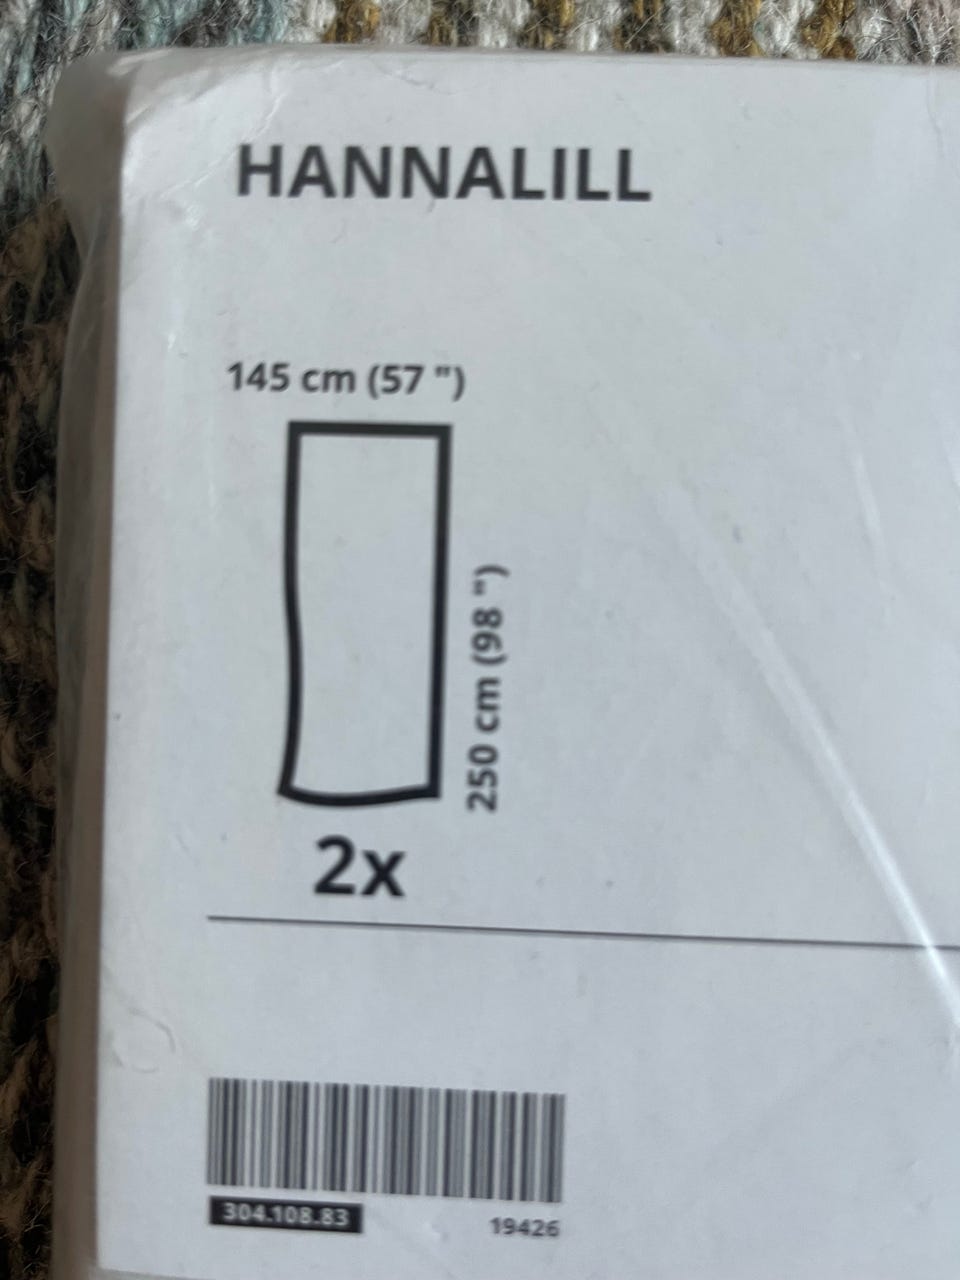 HANNALILL
145 cm (57 ")
250 cm (98 ")
2x
304.108.83
19426